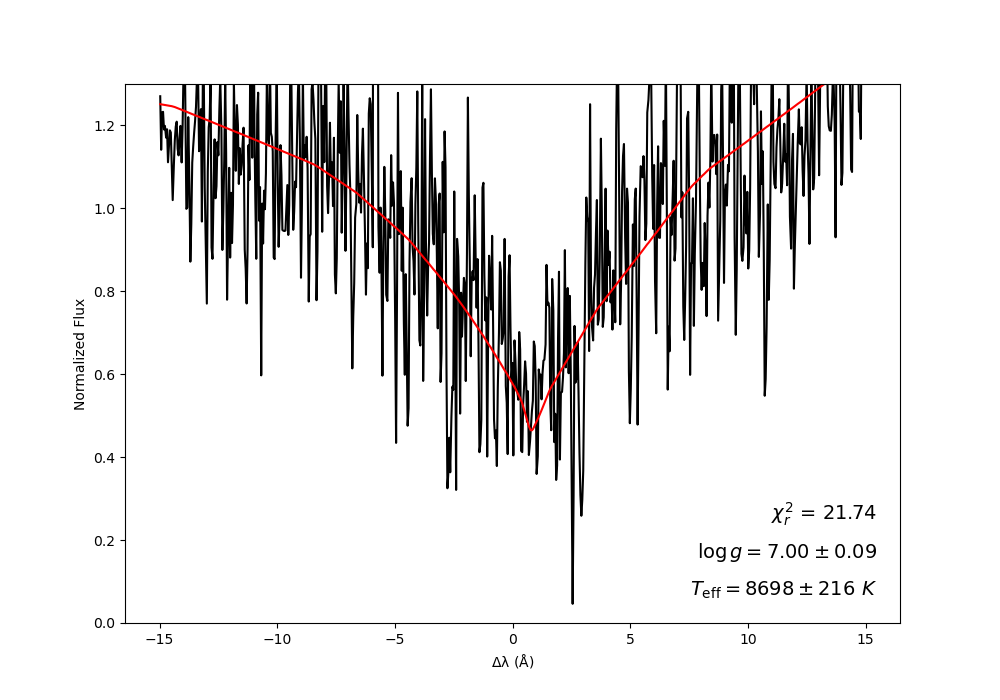 1.2
1.0
0.8
0.6
0.4
0.2
0.0
Normalized Flux
χ²ᵣ = 21.74
log g = 7.00 ± 0.09
T_eff = 8698 ± 216 K
−15 −10 −5 0 5 10 15
Δλ (Å)